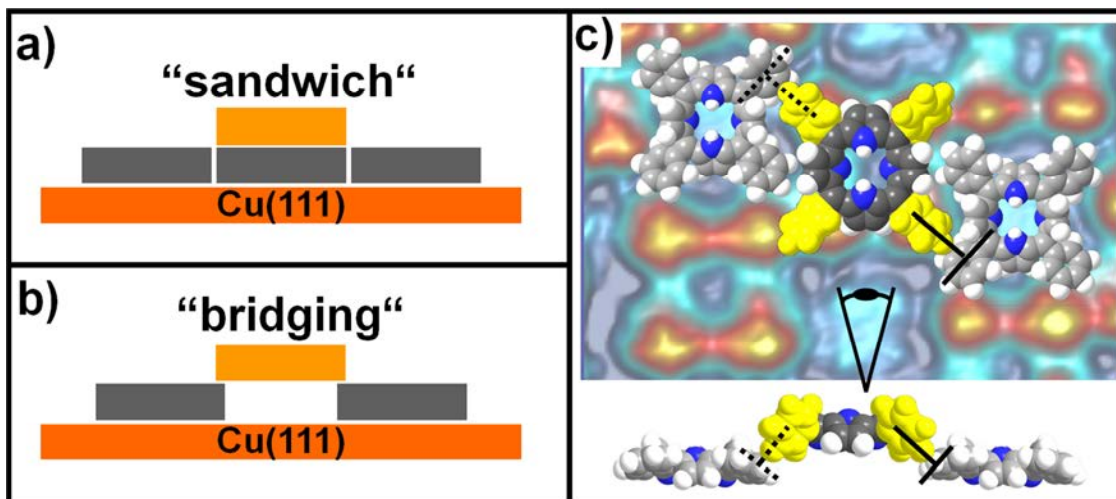 a)
“sandwich“
Cu(111)
b)
“bridging“
Cu(111)
c)